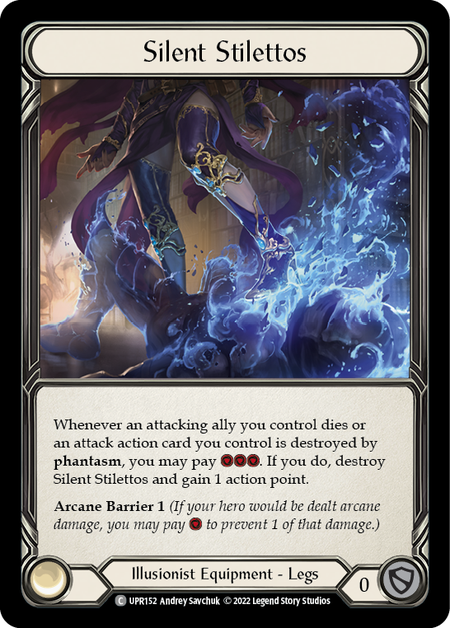 Silent Stilettos
Whenever an attacking ally you control dies or
an attack action card you control is destroyed by
phantasm, you may pay . If you do, destroy
Silent Stilettos and gain 1 action point.
Arcane Barrier 1 (If your hero would be dealt arcane
damage, you may pay to prevent 1 of that damage.)
Illusionist Equipment - Legs
0
C UPR152 Andrey Savchuk ©2022 Legend Story Studios